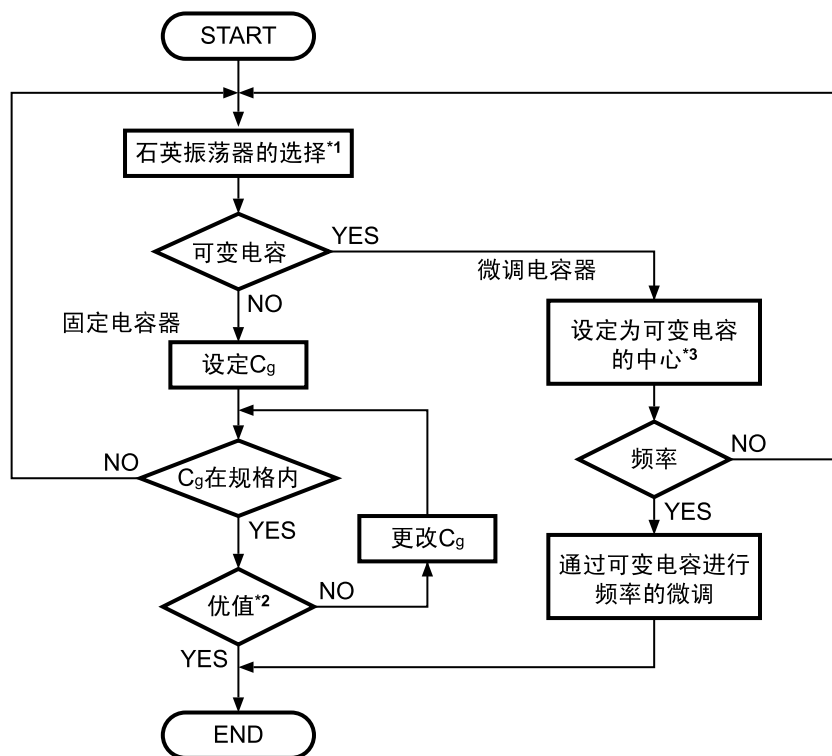 START
石英振荡器的选择*1
可变电容
YES
微调电容器
NO
固定电容器
设定Cg
设定为可变电容
的中心*3
Cg在规格内
NO
YES
频率
NO
YES
更改Cg
通过可变电容进行
频率的微调
优值*2
NO
YES
END